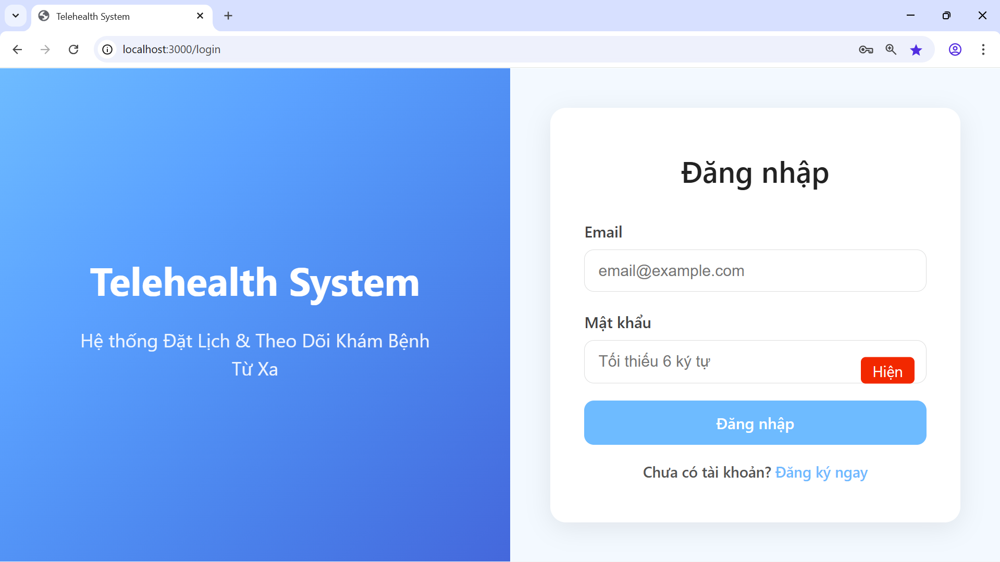 Telehealth System
localhost:3000/login
Telehealth System
Hệ thống Đặt Lịch & Theo Dõi Khám Bệnh
Từ Xa
Đăng nhập
Email
email@example.com
Mật khẩu
Tối thiểu 6 ký tự
Hiện
Đăng nhập
Chưa có tài khoản? Đăng ký ngay